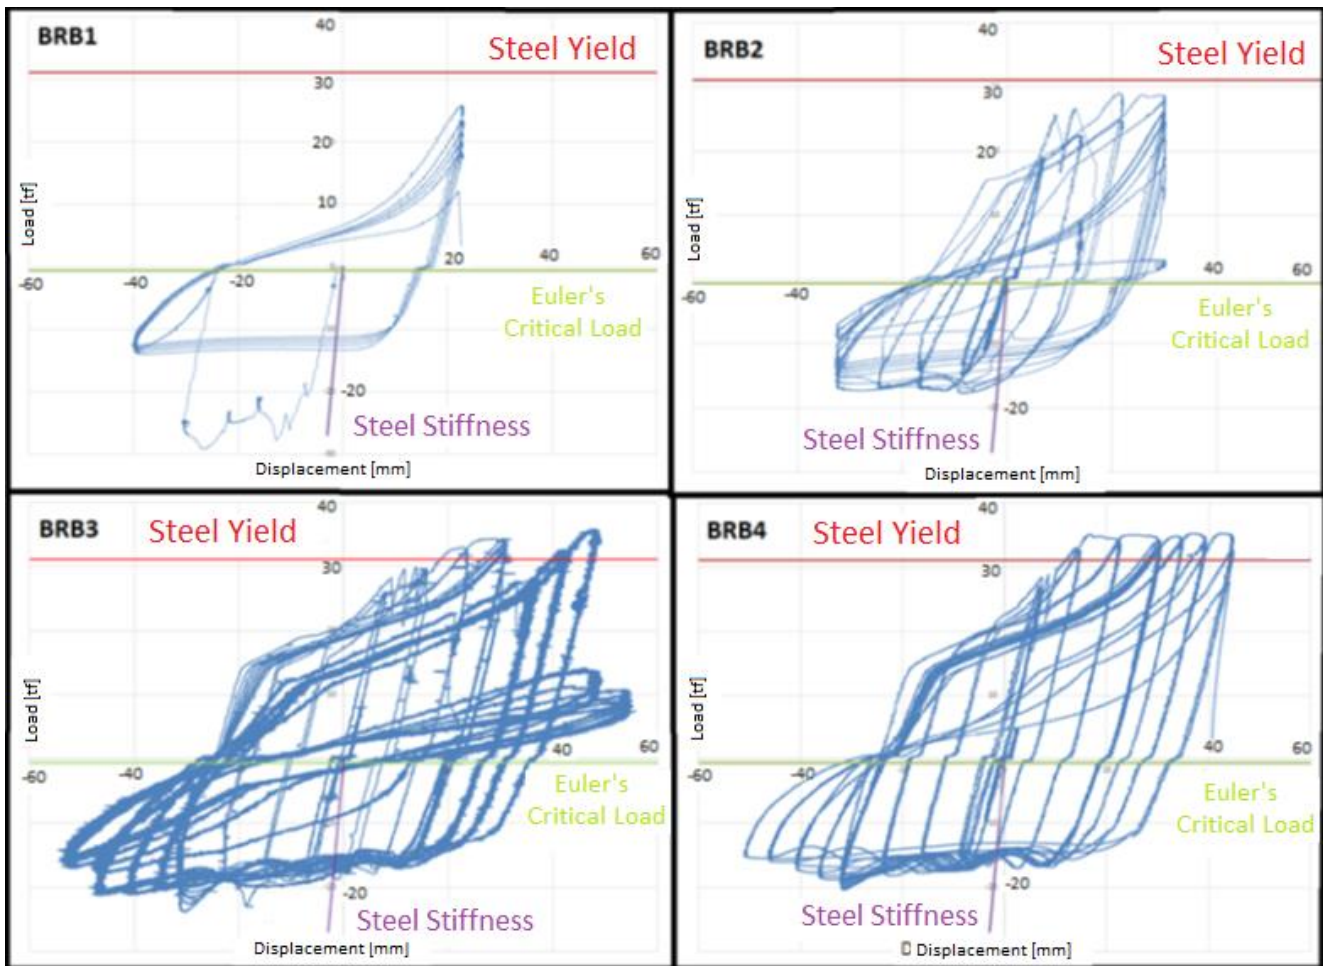 BRB1
40
Steel Yield
30
20
10
Load [tf]
-60
-40
-20
20
40
60
Euler's
Critical Load
-20
Steel Stiffness
Displacement [mm]
BRB2
40
Steel Yield
30
20
Load [tf]
-60
-40
40
60
Euler's
Critical Load
-20
Steel Stiffness
Displacement [mm]
BRB3
Steel Yield
40
30
Load [tf]
-60
-40
40
60
Euler's
Critical Load
-20
Steel Stiffness
Displacement [mm]
BRB4
Steel Yield
40
30
Load [tf]
-60
-40
40
60
Euler's
Critical Load
-20
Steel Stiffness
Displacement [mm]